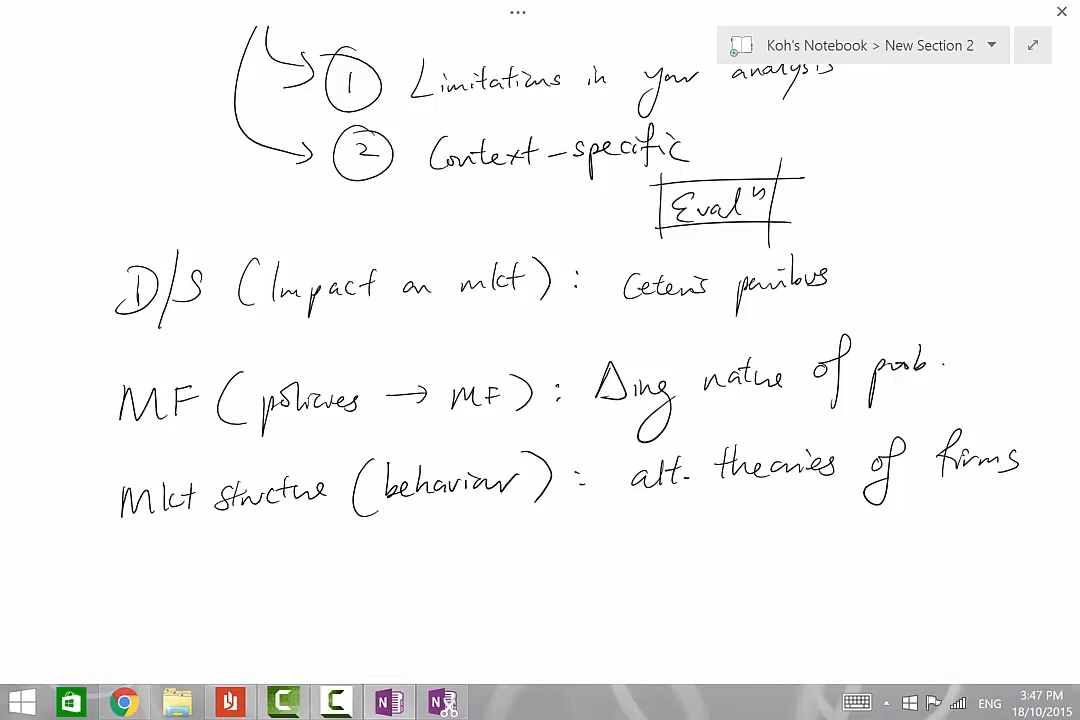 Koh's Notebook > New Section 2
① Limitations in your analysis
② Context-specific
Eval^n
D/S (Impact on mkt): Ceteris paribus
MF (policies → MF): Δing nature of prob.
Mkt structure (behaviour): alt. theories of firms
ENG
3:47 PM
18/10/2015